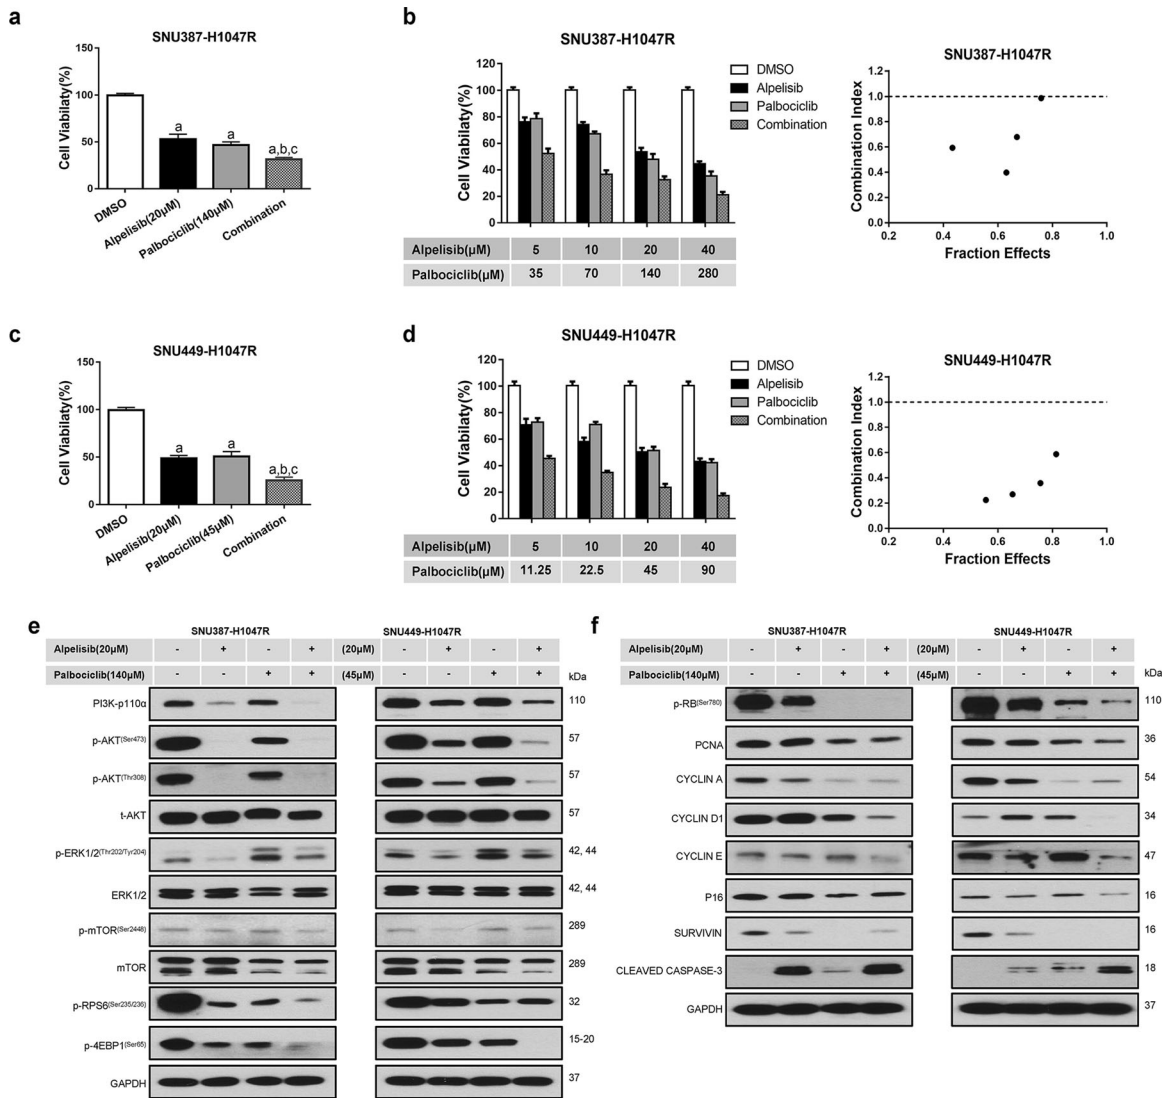 a
SNU387-H1047R
Cell Viabilaty(%)
150
100
50
0
a
a
a,b,c
DMSO
Alpelisib(20μM)
Palbociclib(140μM)
Combination
b
SNU387-H1047R
Cell Viabilaty(%)
120
100
80
60
40
20
0
DMSO
Alpelisib
Palbociclib
Combination
Alpelisib(μM) 5 10 20 40
Palbociclib(μM) 35 70 140 280
SNU387-H1047R
Combination Index
1.2
1.0
0.8
0.6
0.4
0.2
0.0
0.2 0.4 0.6 0.8 1.0
Fraction Effects
c
SNU449-H1047R
Cell Viabilaty(%)
150
100
50
0
a
a
a,b,c
DMSO
Alpelisib(20μM)
Palbociclib(45μM)
Combination
d
SNU449-H1047R
Cell Viabilaty(%)
120
100
80
60
40
20
0
DMSO
Alpelisib
Palbociclib
Combination
Alpelisib(μM) 5 10 20 40
Palbociclib(μM) 11.25 22.5 45 90
SNU449-H1047R
Combination Index
1.2
1.0
0.8
0.6
0.4
0.2
0.0
0.2 0.4 0.6 0.8 1.0
Fraction Effects
e
SNU387-H1047R SNU449-H1047R
Alpelisib(20μM) - + - + (20μM) - + - +
Palbociclib(140μM) - - + + (45μM) - - + + kDa
PI3K-p110α 110
p-AKT(Ser473) 57
p-AKT(Thr308) 57
t-AKT 57
p-ERK1/2(Thr202/Tyr204) 42, 44
ERK1/2 42, 44
p-mTOR(Ser2448) 289
mTOR 289
p-RPS6(Ser235/236) 32
p-4EBP1(Ser65) 15-20
GAPDH 37
f
SNU387-H1047R SNU449-H1047R
Alpelisib(20μM) - + - + (20μM) - + - +
Palbociclib(140μM) - - + + (45μM) - - + + kDa
p-RB(Ser780) 110
PCNA 36
CYCLIN A 54
CYCLIN D1 34
CYCLIN E 47
P16 16
SURVIVIN 16
CLEAVED CASPASE-3 18
GAPDH 37